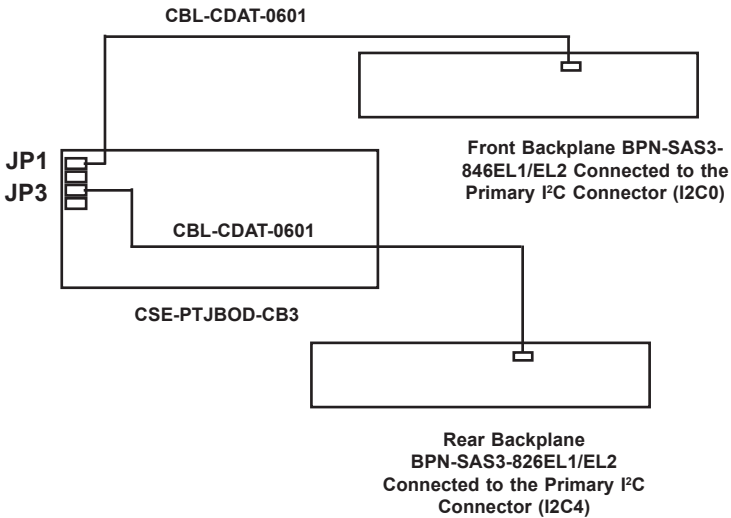 CBL-CDAT-0601
Front Backplane BPN-SAS3-
846EL1/EL2 Connected to the
Primary I²C Connector (I2C0)
JP1
JP3
CBL-CDAT-0601
CSE-PTJBOD-CB3
Rear Backplane
BPN-SAS3-826EL1/EL2
Connected to the Primary I²C
Connector (I2C4)